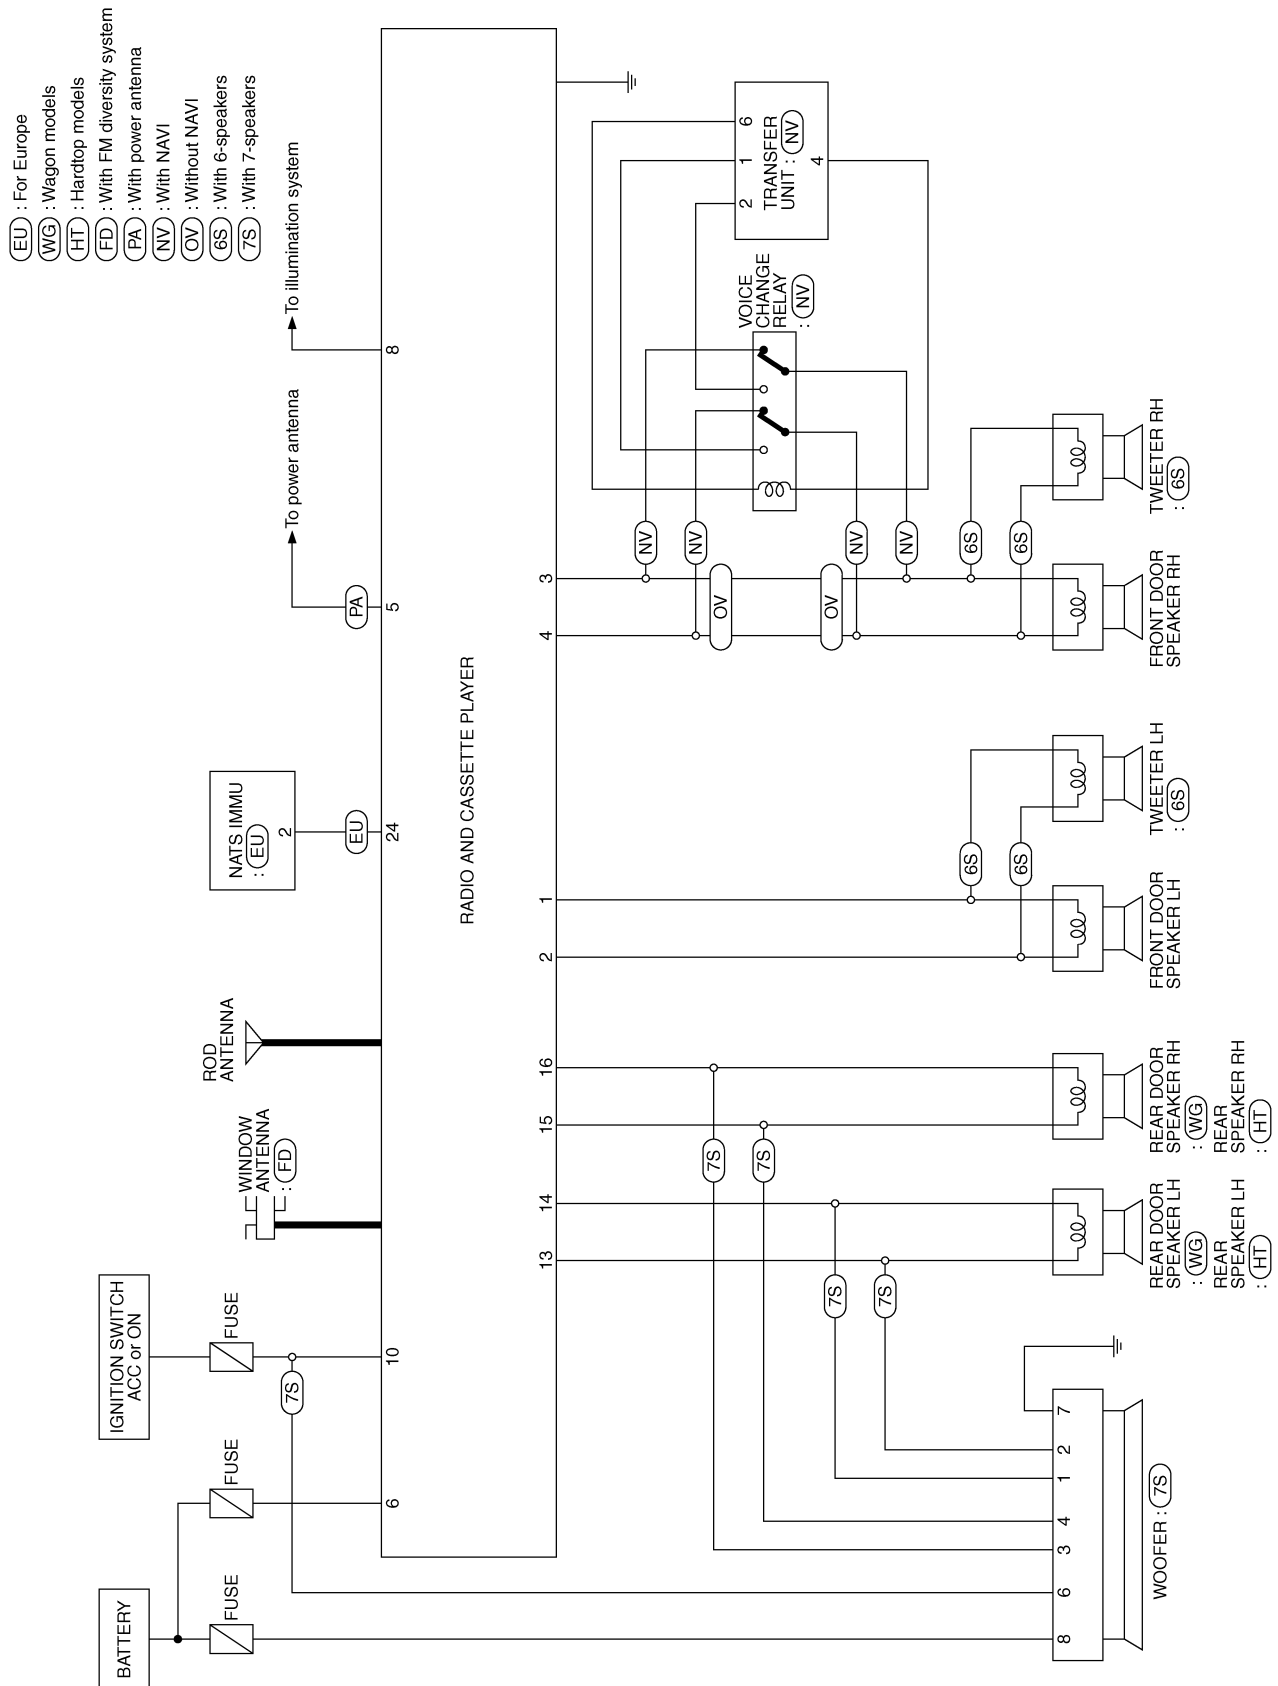 EU : For Europe
WG : Wagon models
HT : Hardtop models
FD : With FM diversity system
PA : With power antenna
NV : With NAVI
OV : Without NAVI
6S : With 6-speakers
7S : With 7-speakers
BATTERY
IGNITION SWITCH
ACC or ON
FUSE
FUSE
FUSE
7S
WINDOW
ANTENNA
: FD
ROD
ANTENNA
NATS IMMU
: EU
2
EU
PA
To power antenna
To illumination system
6
10
24
5
8
RADIO AND CASSETTE PLAYER
13
14
15
16
2
1
4
3
7S
7S
7S
7S
OV
OV
NV
NV
NV
NV
6S
6S
6S
6S
VOICE
CHANGE
RELAY
: NV
TRANSFER
UNIT : NV
2
1
6
4
8
6
3
4
1
2
7
WOOFER : 7S
REAR DOOR
SPEAKER LH
: WG
REAR
SPEAKER LH
: HT
REAR DOOR
SPEAKER RH
: WG
REAR
SPEAKER RH
: HT
FRONT DOOR
SPEAKER LH
TWEETER LH
: 6S
FRONT DOOR
SPEAKER RH
TWEETER RH
: 6S